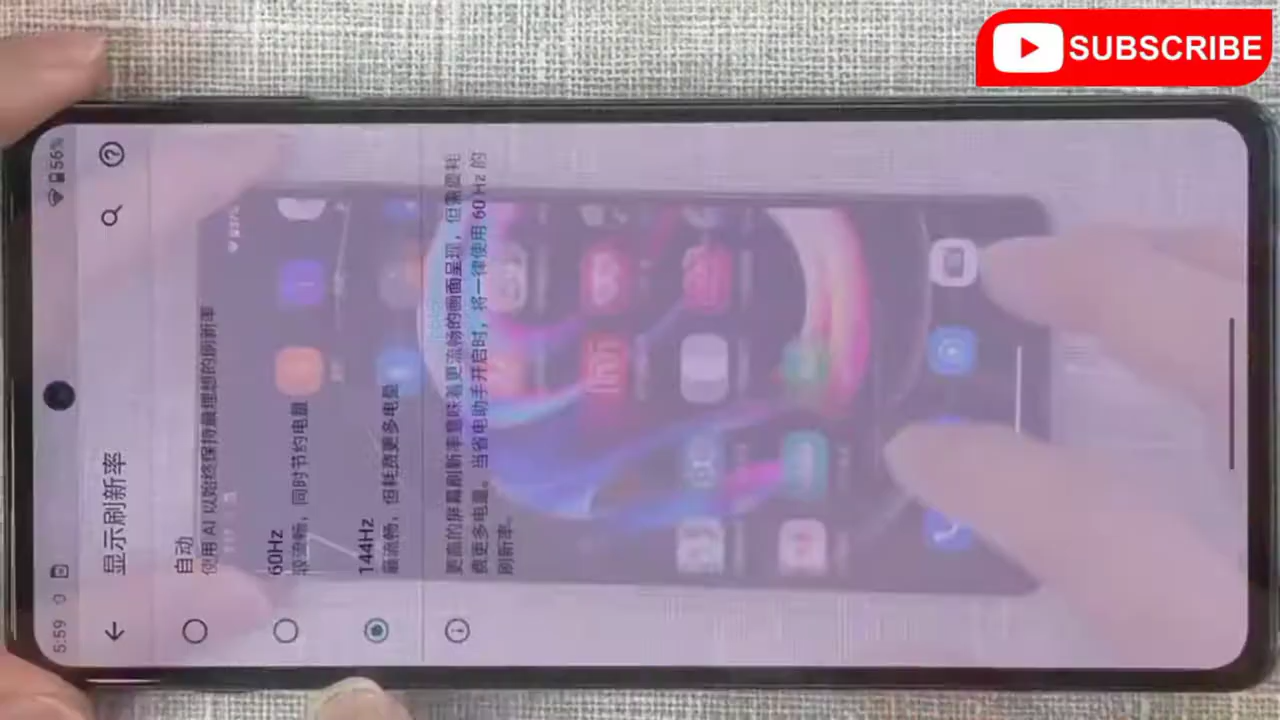 SUBSCRIBE
5:59
56%
显示刷新率
自动
使用 AI 以始终保持最理想的刷新率
60Hz
较流畅，同时节约电量
144Hz
最流畅，但耗费更多电量
更高的屏幕刷新率意味着更流畅的画面呈现，但需要耗
费更多电量。当省电助手开启时，将一律使用 60 Hz 的
刷新率。